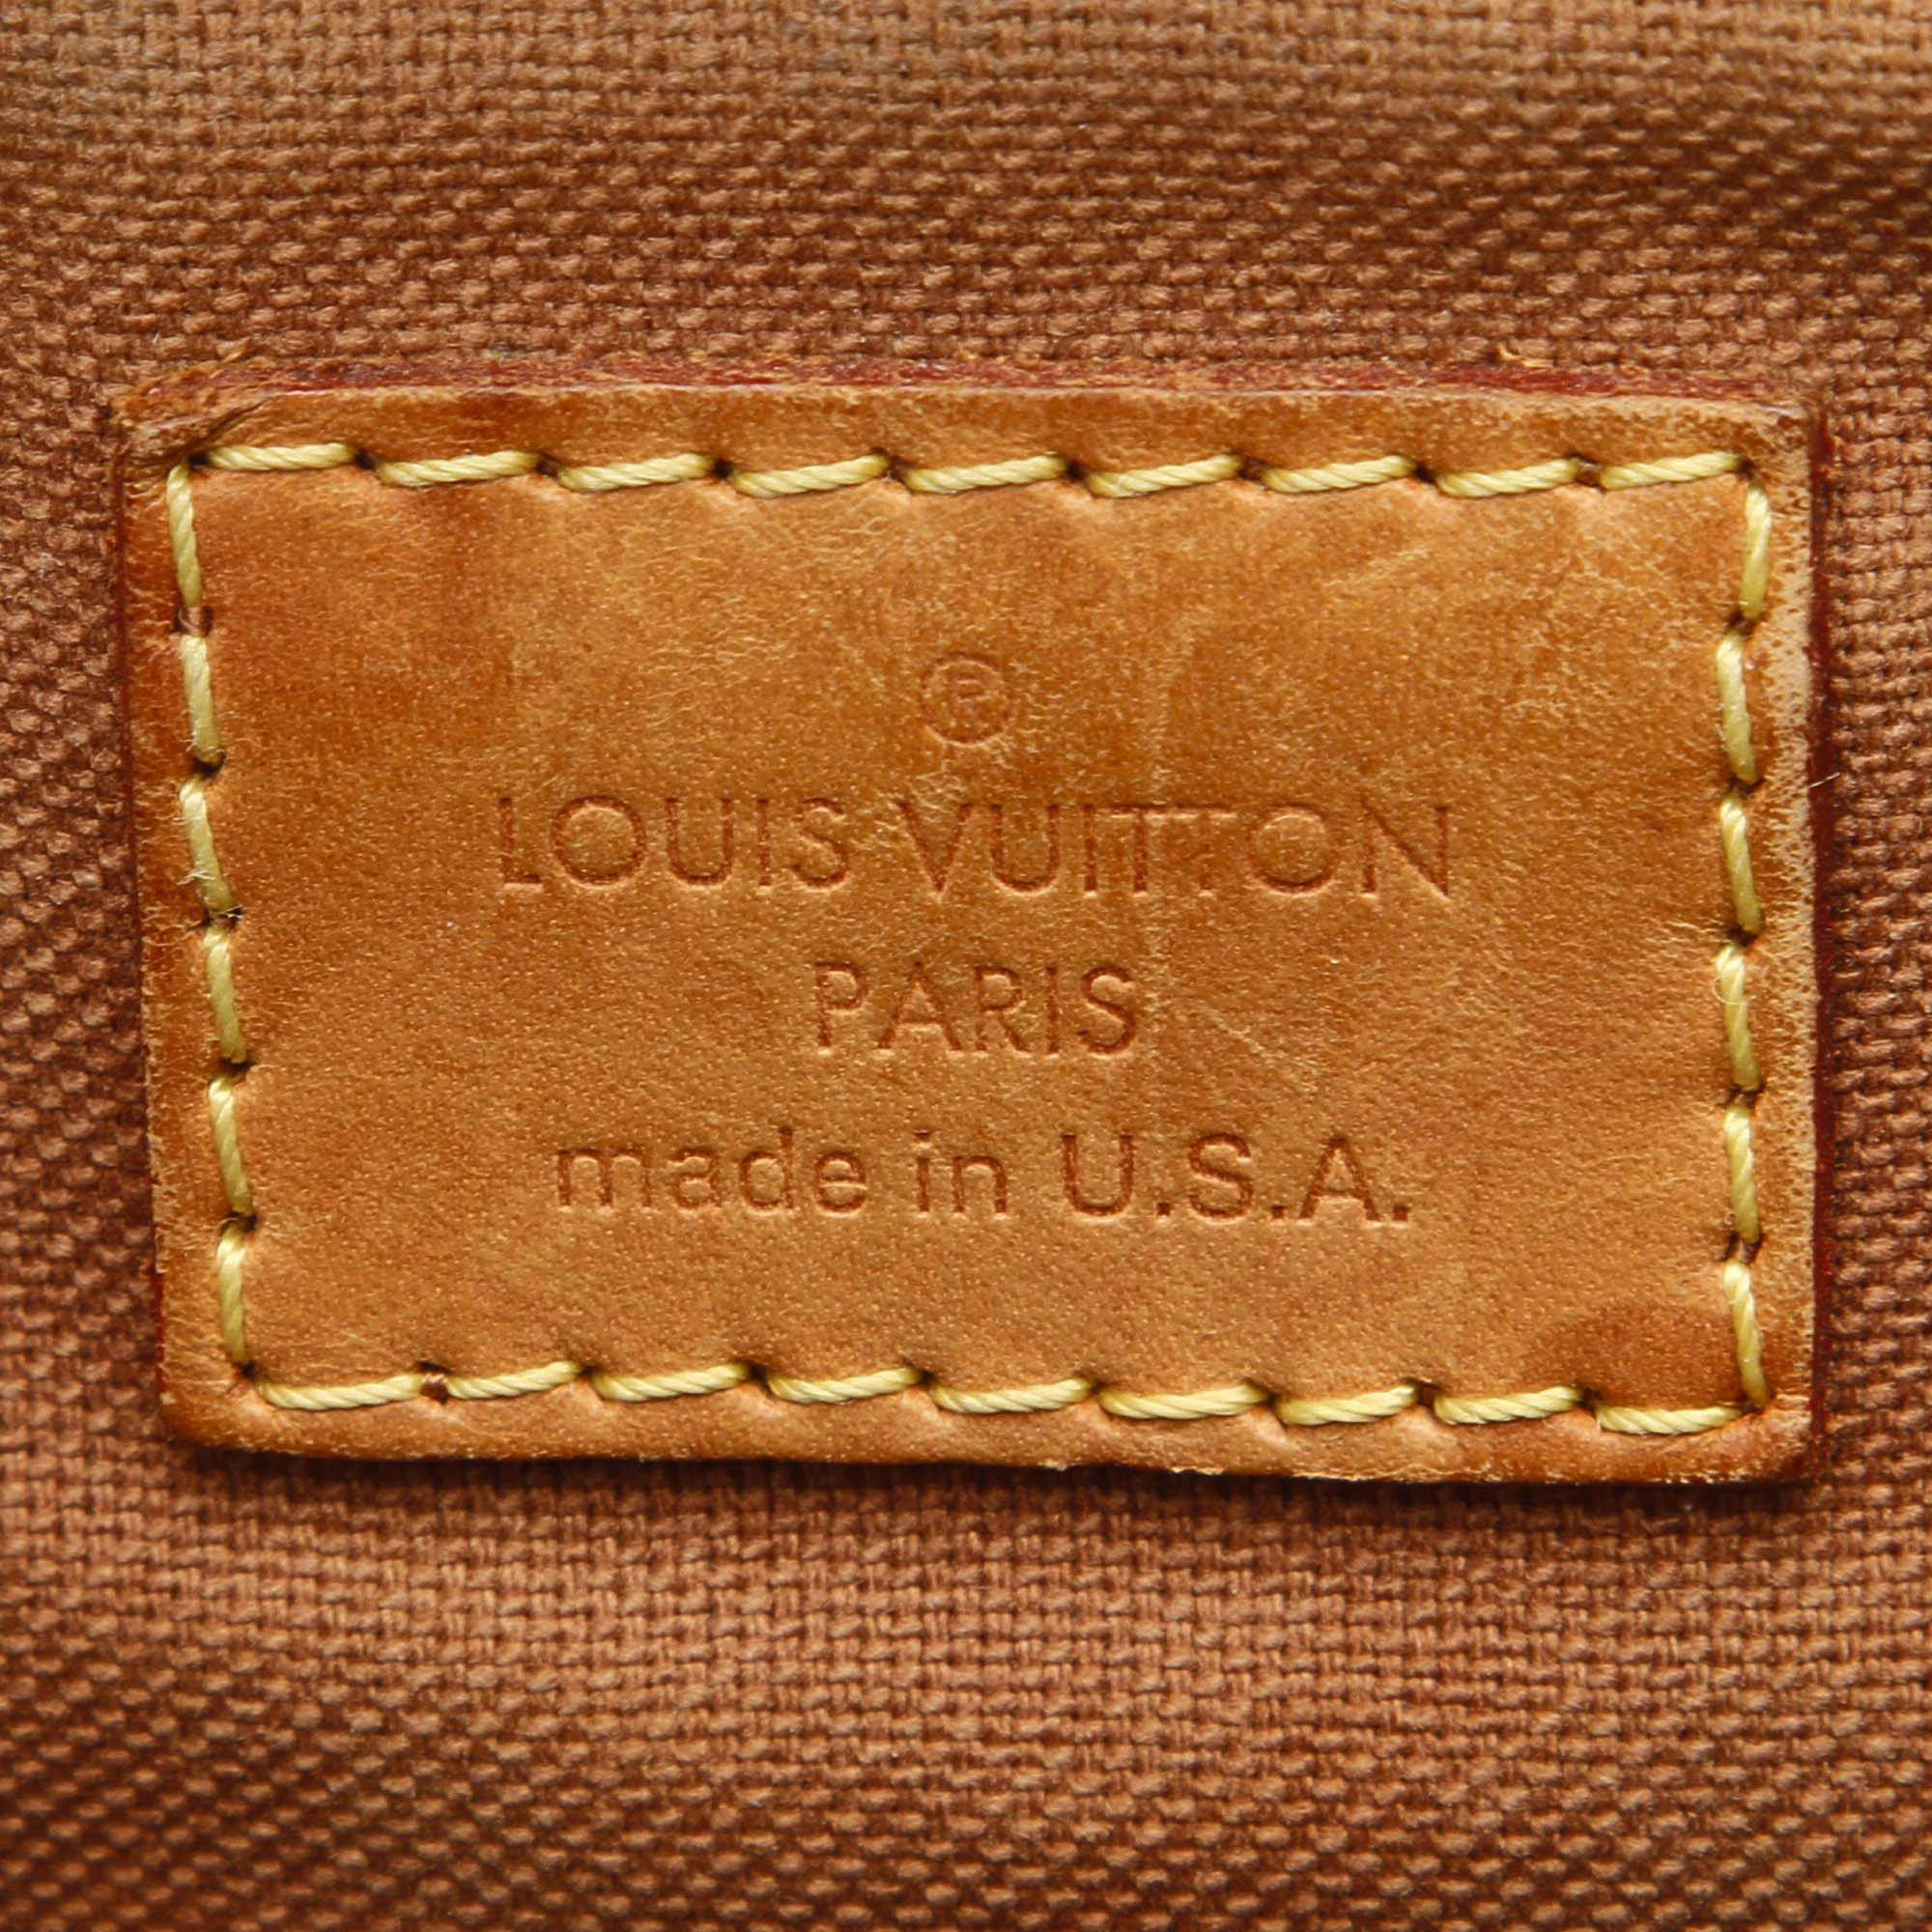 ®
LOUIS VUITTON
PARIS
made in U.S.A.